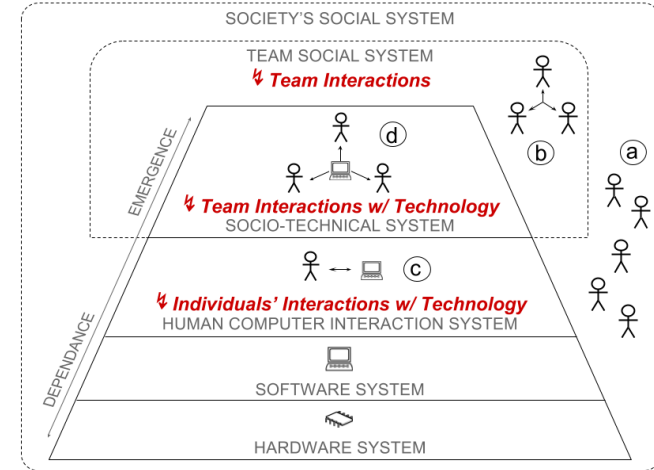 SOCIETY'S SOCIAL SYSTEM
TEAM SOCIAL SYSTEM
↯ Team Interactions
b
a
d
EMERGENCE
↯ Team Interactions w/ Technology
SOCIO-TECHNICAL SYSTEM
c
↯ Individuals' Interactions w/ Technology
HUMAN COMPUTER INTERACTION SYSTEM
DEPENDANCE
SOFTWARE SYSTEM
HARDWARE SYSTEM